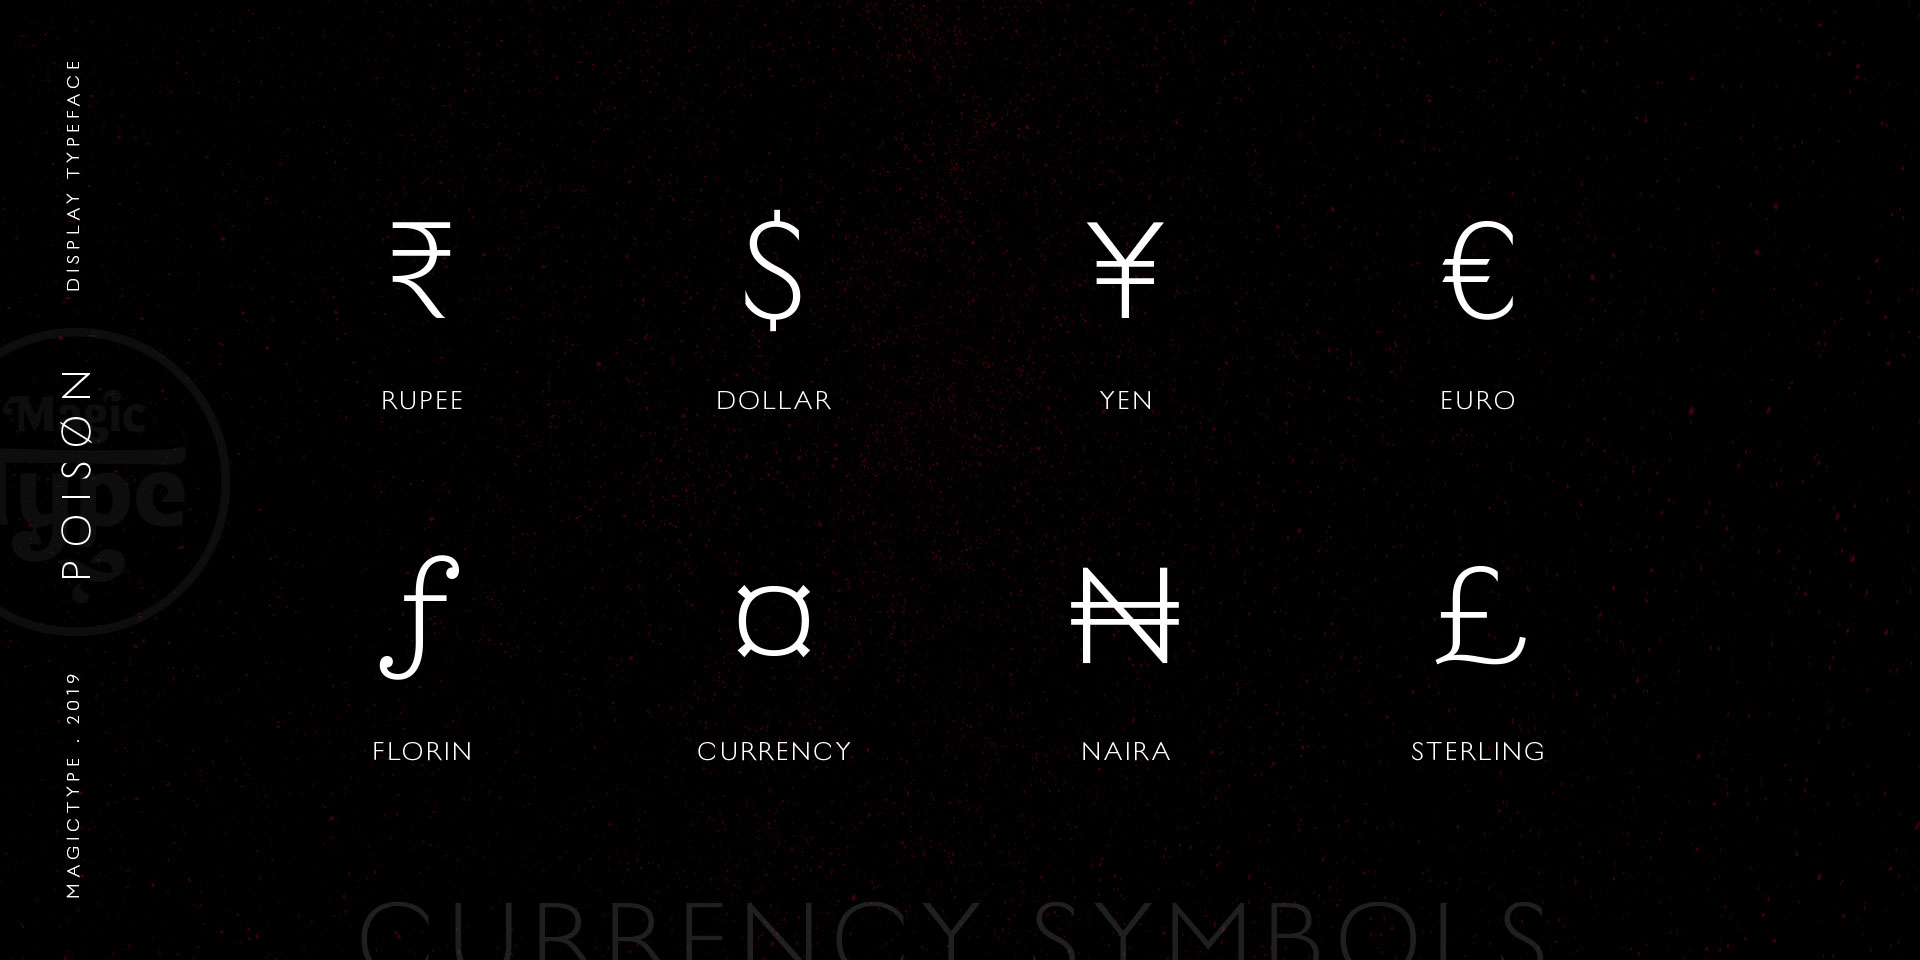 DISPLAY TYPEFACE
POISØN
MAGICTYPE . 2019
Magic
Type
₹ $ ¥ €
RUPEE DOLLAR YEN EURO
ƒ ¤ ₦ £
FLORIN CURRENCY NAIRA STERLING
CURRENCY SYMBOLS